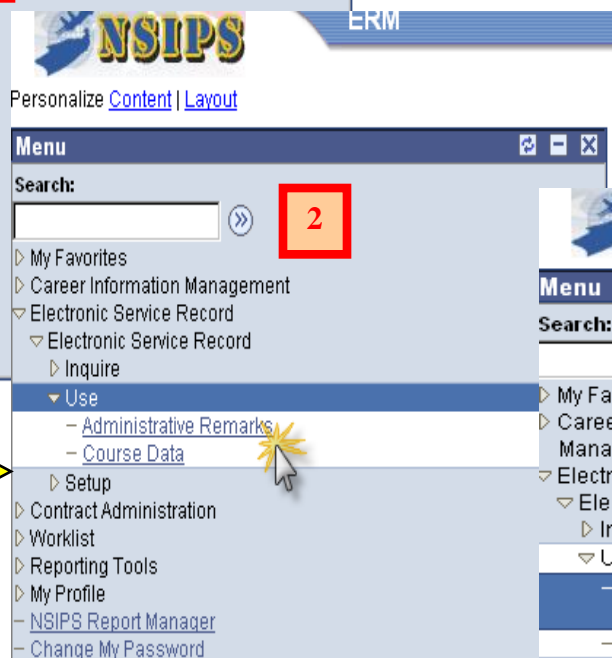 NSIPS
ERM
Personalize Content | Layout
Menu
Search:
2
My Favorites
Career Information Management
Electronic Service Record
Electronic Service Record
Inquire
Use
– Administrative Remarks
– Course Data
Setup
Contract Administration
Worklist
Reporting Tools
My Profile
– NSIPS Report Manager
– Change My Password
Menu
Search:
My Fa
Caree
Mana
Electr
Ele